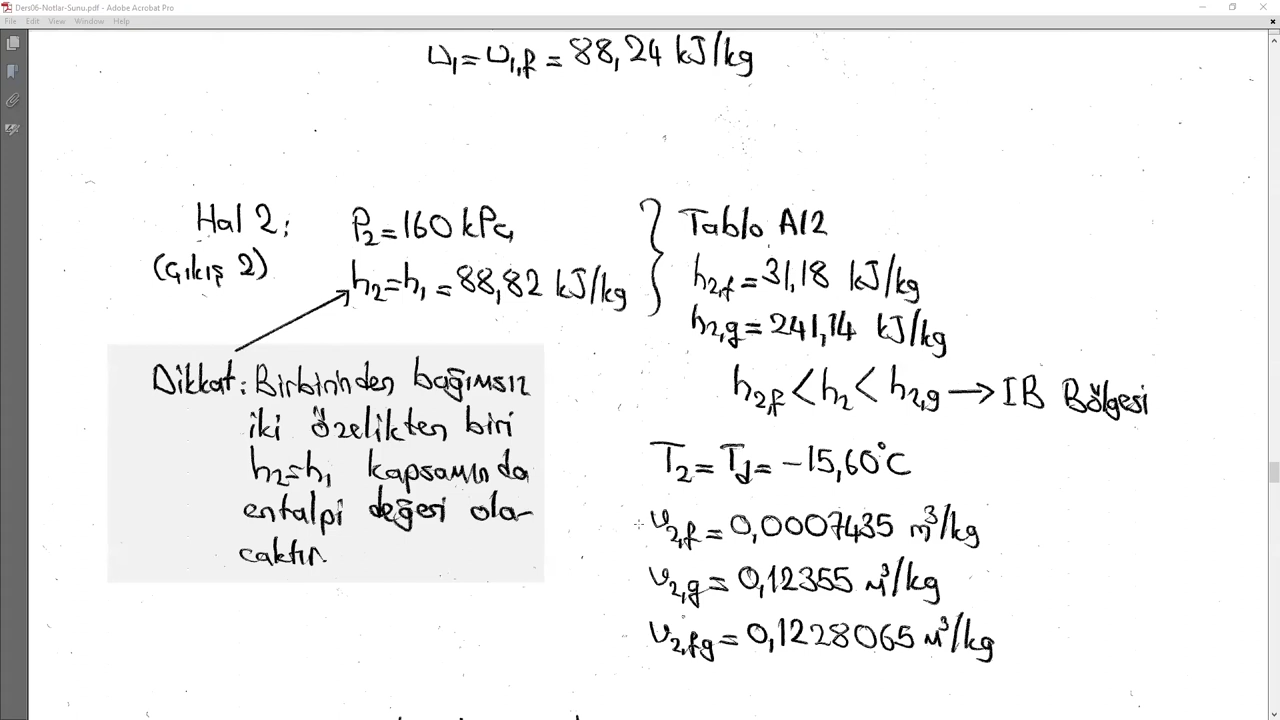 Ders06-Notlar-Sunu.pdf - Adobe Acrobat Pro
File Edit View Window Help
u₁ = u₁,f = 88,24 kJ/kg
Hal 2:
(Çıkış 2)
P₂ = 160 kPa
h₂ = h₁ = 88,82 kJ/kg
Dikkat: Birbirinden bağımsız
iki özelikten biri
h₂=h₁ kapsamında
entalpi değeri ola-
caktır.
Tablo A12
h₂,f = 31,18 kJ/kg
h₂,g = 241,14 kJ/kg
h₂,f < h₂ < h₂,g → IB Bölgesi
T₂ = Td = -15,60°C
υ₂,f = 0,0007435 m³/kg
υ₂,g = 0,12355 m³/kg
υ₂,fg = 0,1228065 m³/kg